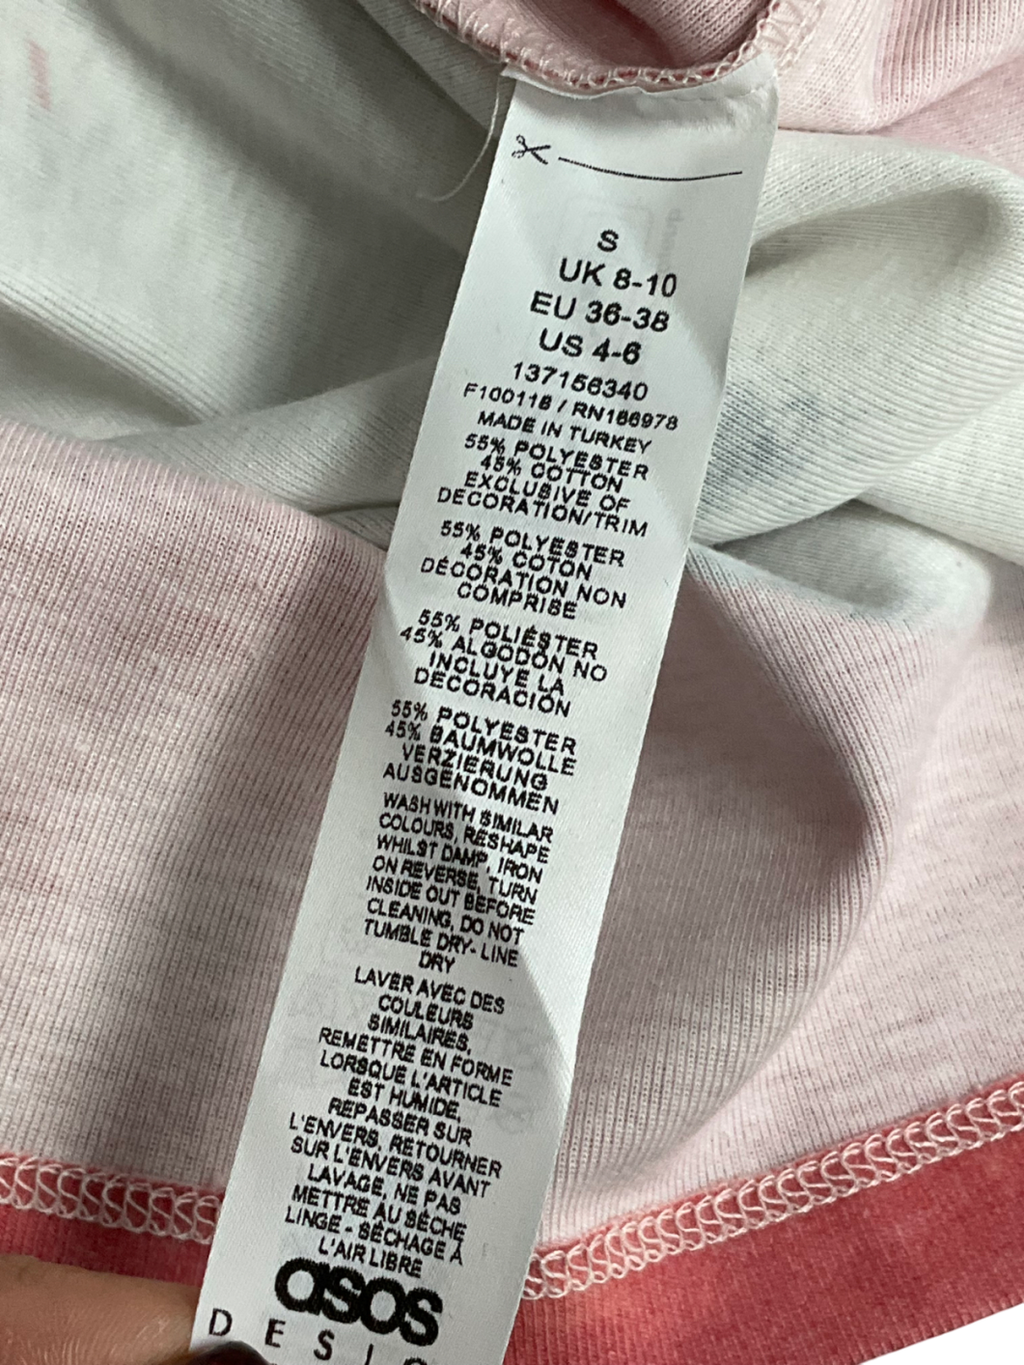 S
UK 8-10
EU 36-38
US 4-6
137156340
F100118 / RN166978
MADE IN TURKEY
55% POLYESTER
45% COTTON
EXCLUSIVE OF
DECORATION/TRIM
55% POLYESTER
45% COTON
DÉCORATION NON
COMPRISE
55% POLIÉSTER
45% ALGODÓN NO
INCLUYE LA
DECORACIÓN
55% POLYESTER
45% BAUMWOLLE
VERZIERUNG
AUSGENOMMEN
WASH WITH SIMILAR
COLOURS, RESHAPE
WHILST DAMP, IRON
ON REVERSE, TURN
INSIDE OUT BEFORE
CLEANING, DO NOT
TUMBLE DRY- LINE
DRY
LAVER AVEC DES
COULEURS
SIMILAIRES,
REMETTRE EN FORME
LORSQUE L'ARTICLE
EST HUMIDE,
REPASSER SUR
L'ENVERS, RETOURNER
SUR L'ENVERS AVANT
LAVAGE, NE PAS
METTRE AU SÈCHE
LINGE - SÉCHAGE À
L'AIR LIBRE
asos
DESIG